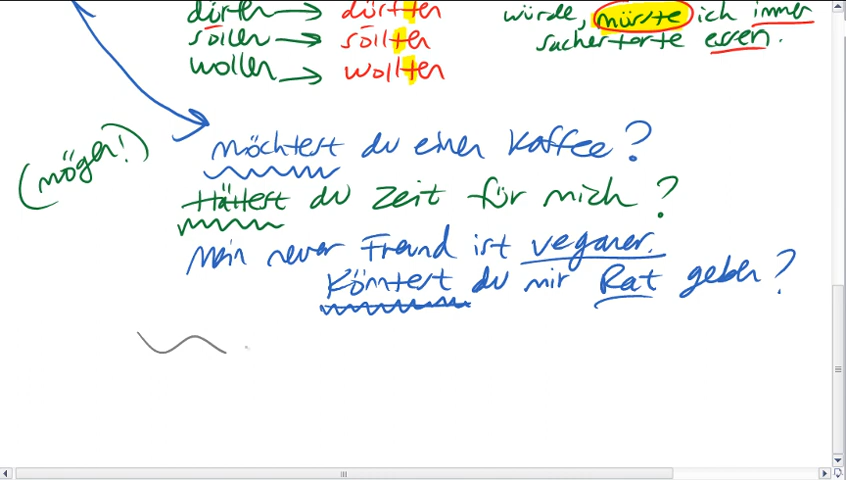 dürfen → dürften
sollen → sollten
wollen → wollten
würde, müsste ich immer
sachertorte essen.
(mögen!)
möchtest du einen Kaffee?
Hättest du Zeit für mich?
Mein neuer Freund ist veganer.
Könntest du mir Rat geben?